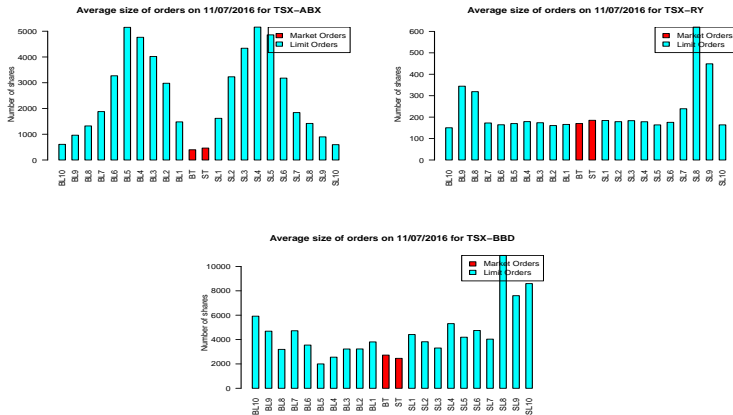 Average size of orders on 11/07/2016 for TSX−ABX
Number of shares
5000
4000
3000
2000
1000
0
Market Orders
Limit Orders
BL10 BL9 BL8 BL7 BL6 BL5 BL4 BL3 BL2 BL1 BT ST SL1 SL2 SL3 SL4 SL5 SL6 SL7 SL8 SL9 SL10
Average size of orders on 11/07/2016 for TSX−RY
Number of shares
600
500
400
300
200
100
0
Market Orders
Limit Orders
BL10 BL9 BL8 BL7 BL6 BL5 BL4 BL3 BL2 BL1 BT ST SL1 SL2 SL3 SL4 SL5 SL6 SL7 SL8 SL9 SL10
Average size of orders on 11/07/2016 for TSX−BBD
Number of shares
10000
8000
6000
4000
2000
0
Market Orders
Limit Orders
BL10 BL9 BL8 BL7 BL6 BL5 BL4 BL3 BL2 BL1 BT ST SL1 SL2 SL3 SL4 SL5 SL6 SL7 SL8 SL9 SL10